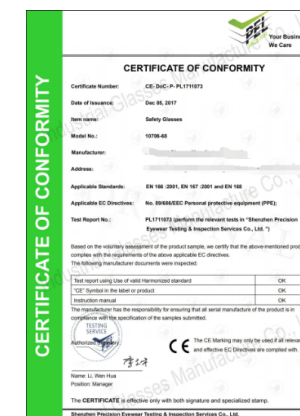 PEL
Your Busin
We Care
CERTIFICATE OF CONFORMITY
CERTIFICATE OF CONFORMITY
Certificate Number: CE- DoC- P- PL1711072
Date of Issuance: Dec 05, 2017
Item name: Safety Glasses
Model No.: 10708-68
Manufacturer:
Address:
Applicable Standards: EN 166 :2001, EN 167 :2001 and EN 168
Applicable EC Directives: No. 89/686/EEC Personal protective equipment (PPE);
Test Report No.: PL1711072 (perform the relevant tests in "Shenzhen Precision
Eyewear Testing & Inspection Services Co., Ltd. ")
Based on the voluntary assessment of the product sample, we certify that the above-mentioned prod
complies with the requirements of the above applicable EC directives.
The following manufacturer documents were inspected:
Test report using Use of valid Harmonized standard OK
"CE" Symbol in the label or product OK
Instruction manual OK
The manufacturer has the responsibility for ensuring that all serial manufacture of the product is in
compliance with the specification of the samples submitted.
TESTING
SERVICE
Authorized
CE
The CE Marking may only be used if all relevan
and effective EC Directives are complied with.
Name: Li, Wen Hua
Position: Manager
The CERTIFICATE is effective only with both signature and specialized stamp.
Shenzhen Precision Eyewear Testing & Inspection Services Co., Ltd.